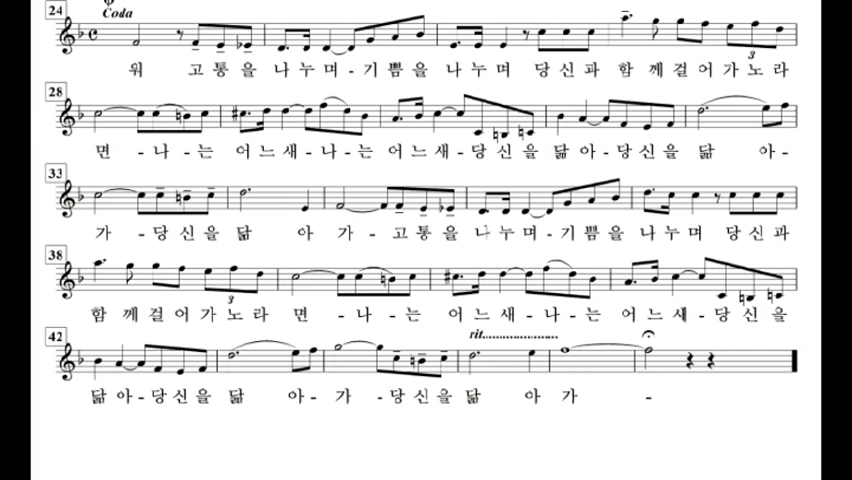 24
Coda
워 고통을나누며-기쁨을나누며 당신과함께걸어가노라
28
면-나-는 어느새-나-는어느새-당신을닮아-당신을닮 아-
33
가-당신을닮 아 가-고통을나누며-기쁨을나누며 당신과
3
38
함께걸어가노라 면-나-는 어느새-나-는어느새-당신을
3
42
rit.
닮아-당신을 닮 아-가-당신을닮 아가 -